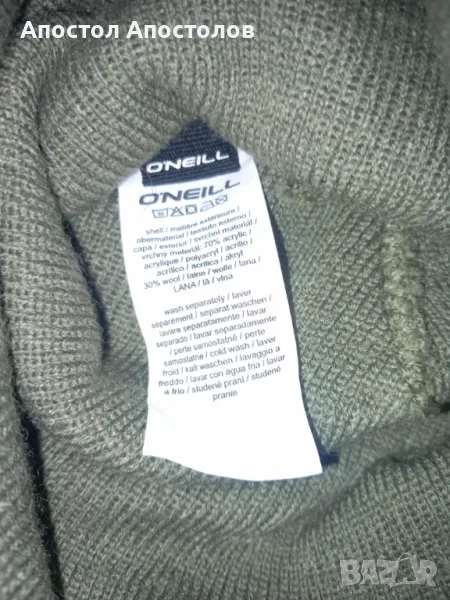 Апостол Апостолов
O'NEILL
O'NEILL
shell / matière extérieure /
obermaterial / tessuto esterno /
capa / exterior / svrchní materiál /
vrchný materiál: 70% acrylic /
acrylique / polyacryl / acrilio /
acrílico / acrílica / akryl
30% wool / laine / wolle / lana /
LANA / lã / vlna
wash separately / laver
séparément / separat waschen /
lavare separatamente / lavar
separado / lavar separadamente
/ perte samostatně / perte
samostatne / cold wash / laver
froid / kalt waschen / lavaggio a
freddo / lavar con agua fria / lavar
a frio / studené praní / studené
pranie
BAZAR